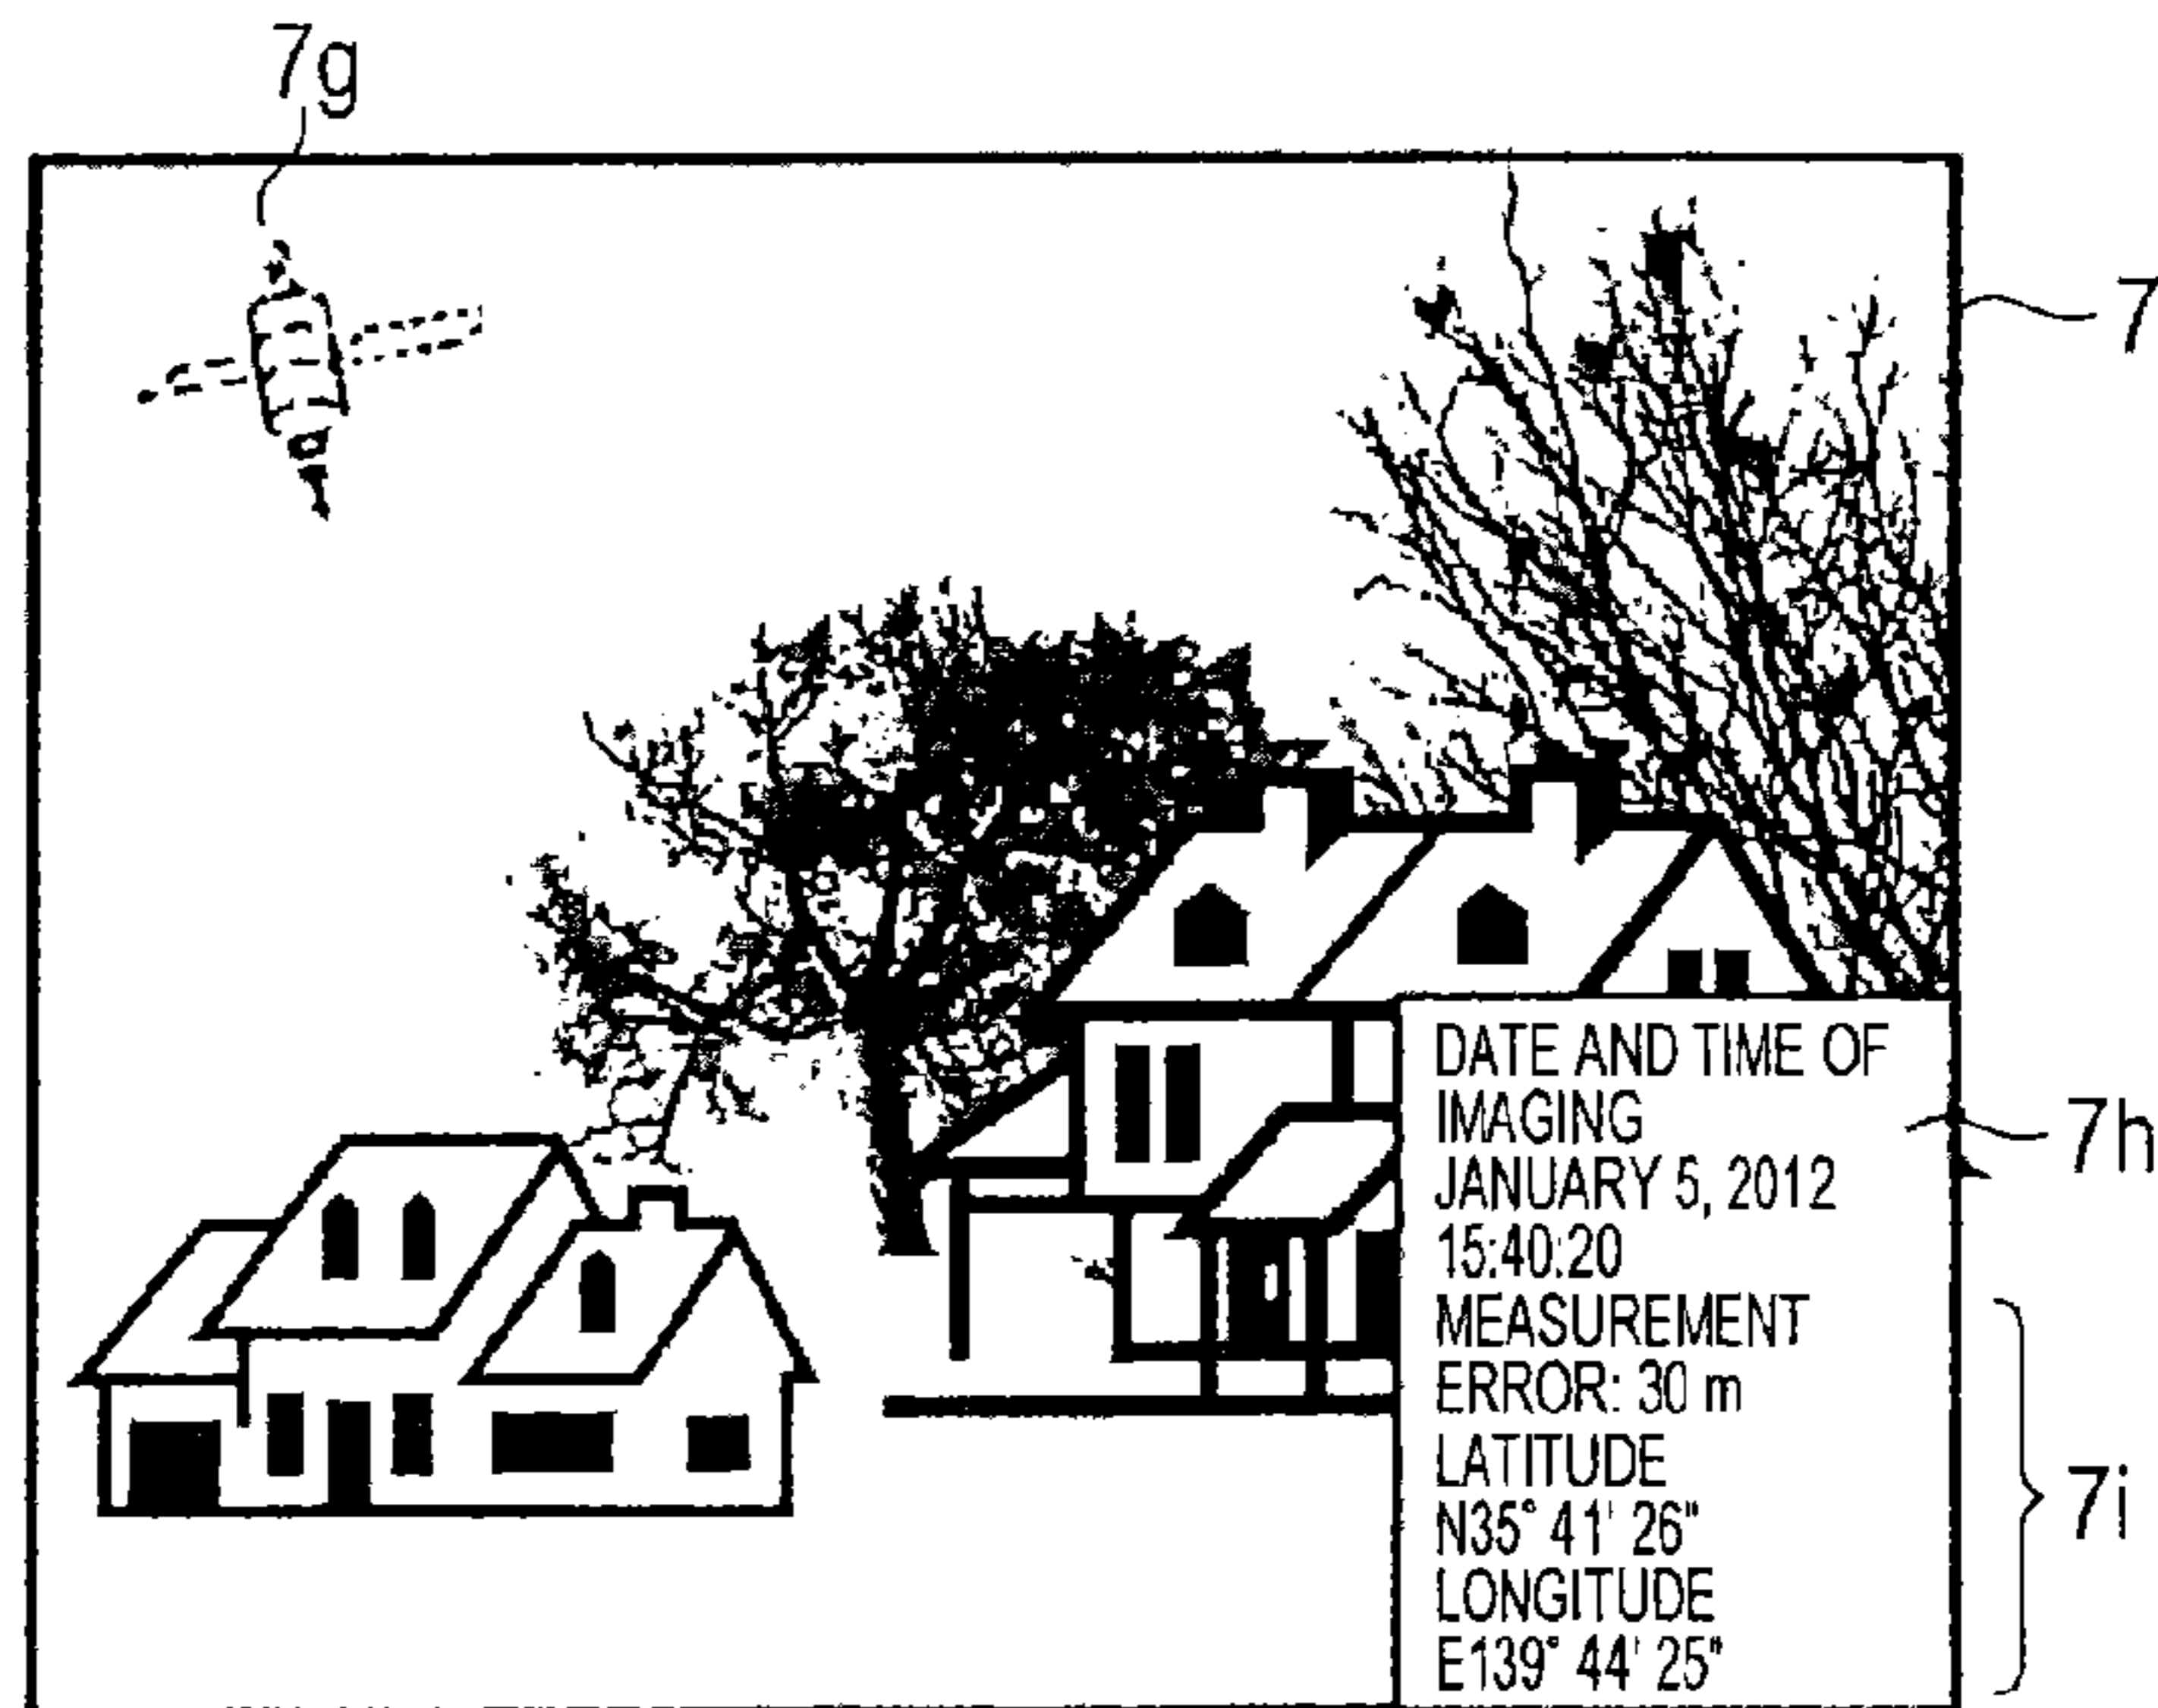 7g
7
DATE AND TIME OF
IMAGING
JANUARY 5, 2012
15:40:20
MEASUREMENT
ERROR: 30 m
LATITUDE
N35° 41' 26"
LONGITUDE
E139° 44' 25"
7h
7i